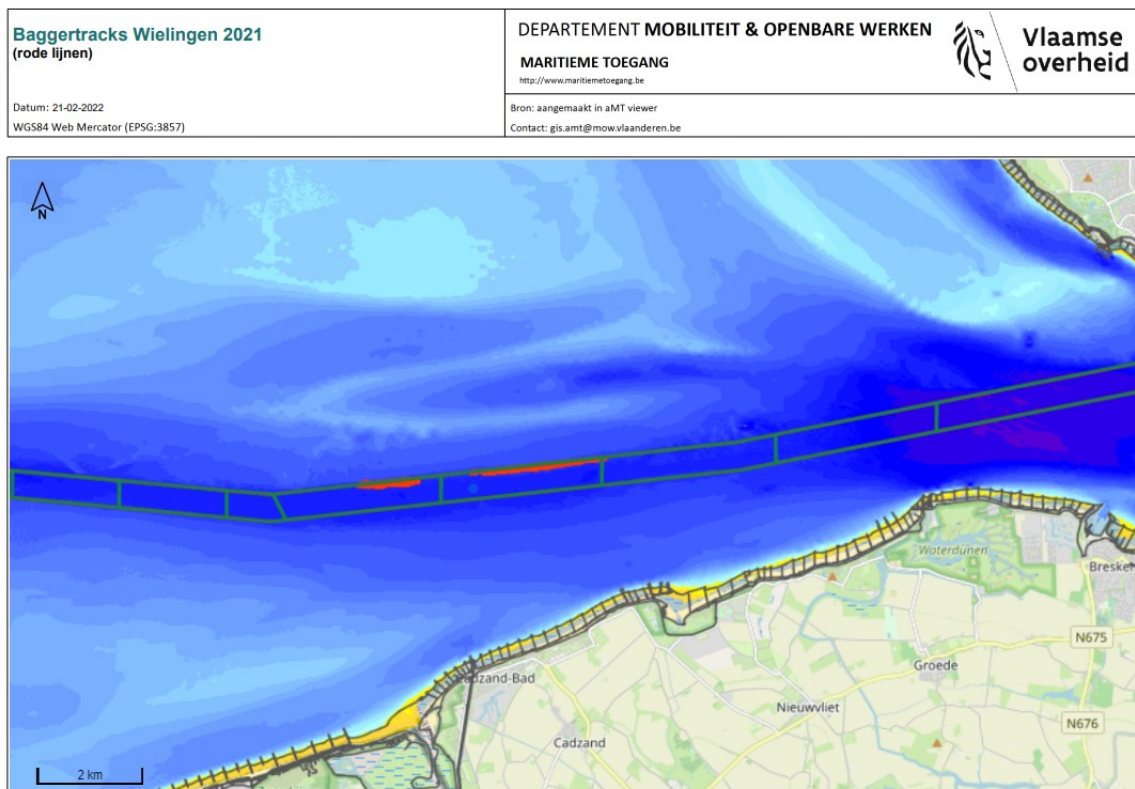 Baggertracks Wielingen 2021
(rode lijnen)
Datum: 21-02-2022
WGS84 Web Mercator (EPSG:3857)
DEPARTEMENT MOBILITEIT & OPENBARE WERKEN
MARITIEME TOEGANG
http://www.maritiemetoegang.be
Vlaamse
overheid
Bron: aangemaakt in aMT viewer
Contact: gis.amt@mow.vlaanderen.be
N
Waterdunen
Bresken
N675
Groede
adzand-Bad
Nieuwvliet
N676
Cadzand
2 km